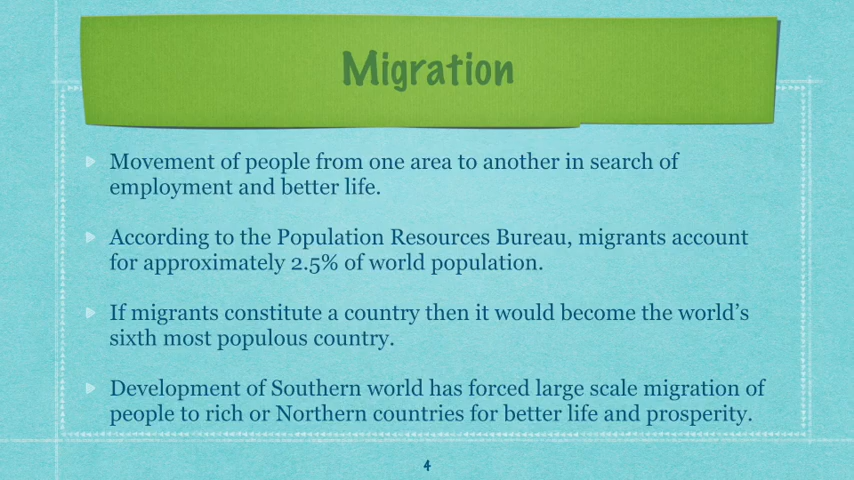 Migration
Movement of people from one area to another in search of
employment and better life.
According to the Population Resources Bureau, migrants account
for approximately 2.5% of world population.
If migrants constitute a country then it would become the world’s
sixth most populous country.
Development of Southern world has forced large scale migration of
people to rich or Northern countries for better life and prosperity.
4